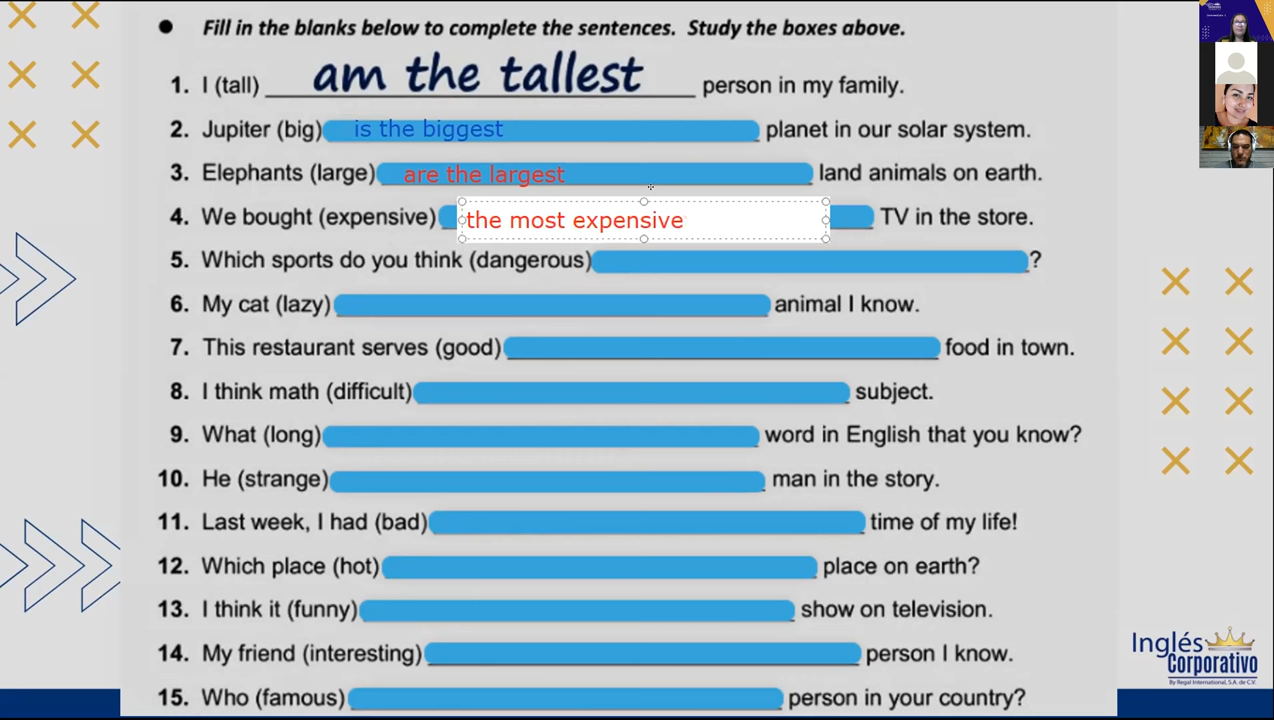 ● Fill in the blanks below to complete the sentences. Study the boxes above.
1. I (tall) am the tallest person in my family.
2. Jupiter (big) is the biggest planet in our solar system.
3. Elephants (large) are the largest land animals on earth.
4. We bought (expensive) the most expensive TV in the store.
5. Which sports do you think (dangerous) ?
6. My cat (lazy) animal I know.
7. This restaurant serves (good) food in town.
8. I think math (difficult) subject.
9. What (long) word in English that you know?
10. He (strange) man in the story.
11. Last week, I had (bad) time of my life!
12. Which place (hot) place on earth?
13. I think it (funny) show on television.
14. My friend (interesting) person I know.
15. Who (famous) person in your country?
Inglés
Corporativo
By Regal International, S.A. de C.V.